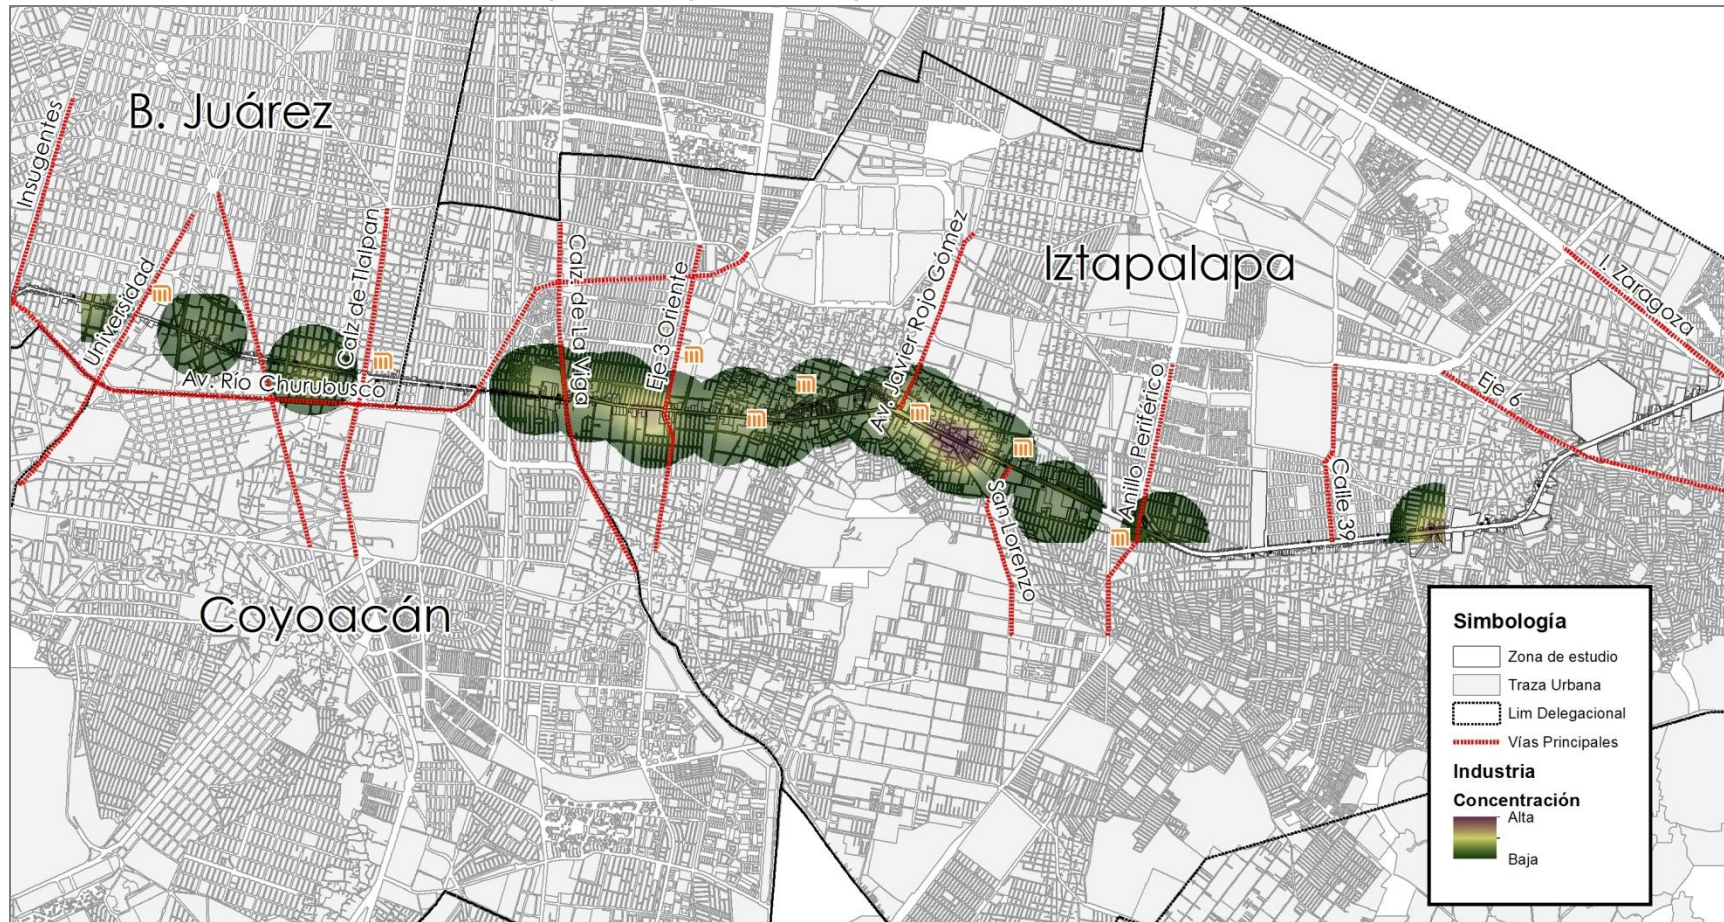 B. Juárez
Insugentes
Universidad
Calz de Tlalpan
Av. Río Churubusco
Calz. de La Viga
Eje 3 Oriente
Av. Javier Rojo Gómez
Iztapalapa
I. Zaragoza
Eje 6
Anillo Periférico
Calle 39
San Lorenzo
Coyoacán
Simbología
Zona de estudio
Traza Urbana
Lim Delegacional
Vías Principales
Industria
Concentración
Alta
Baja